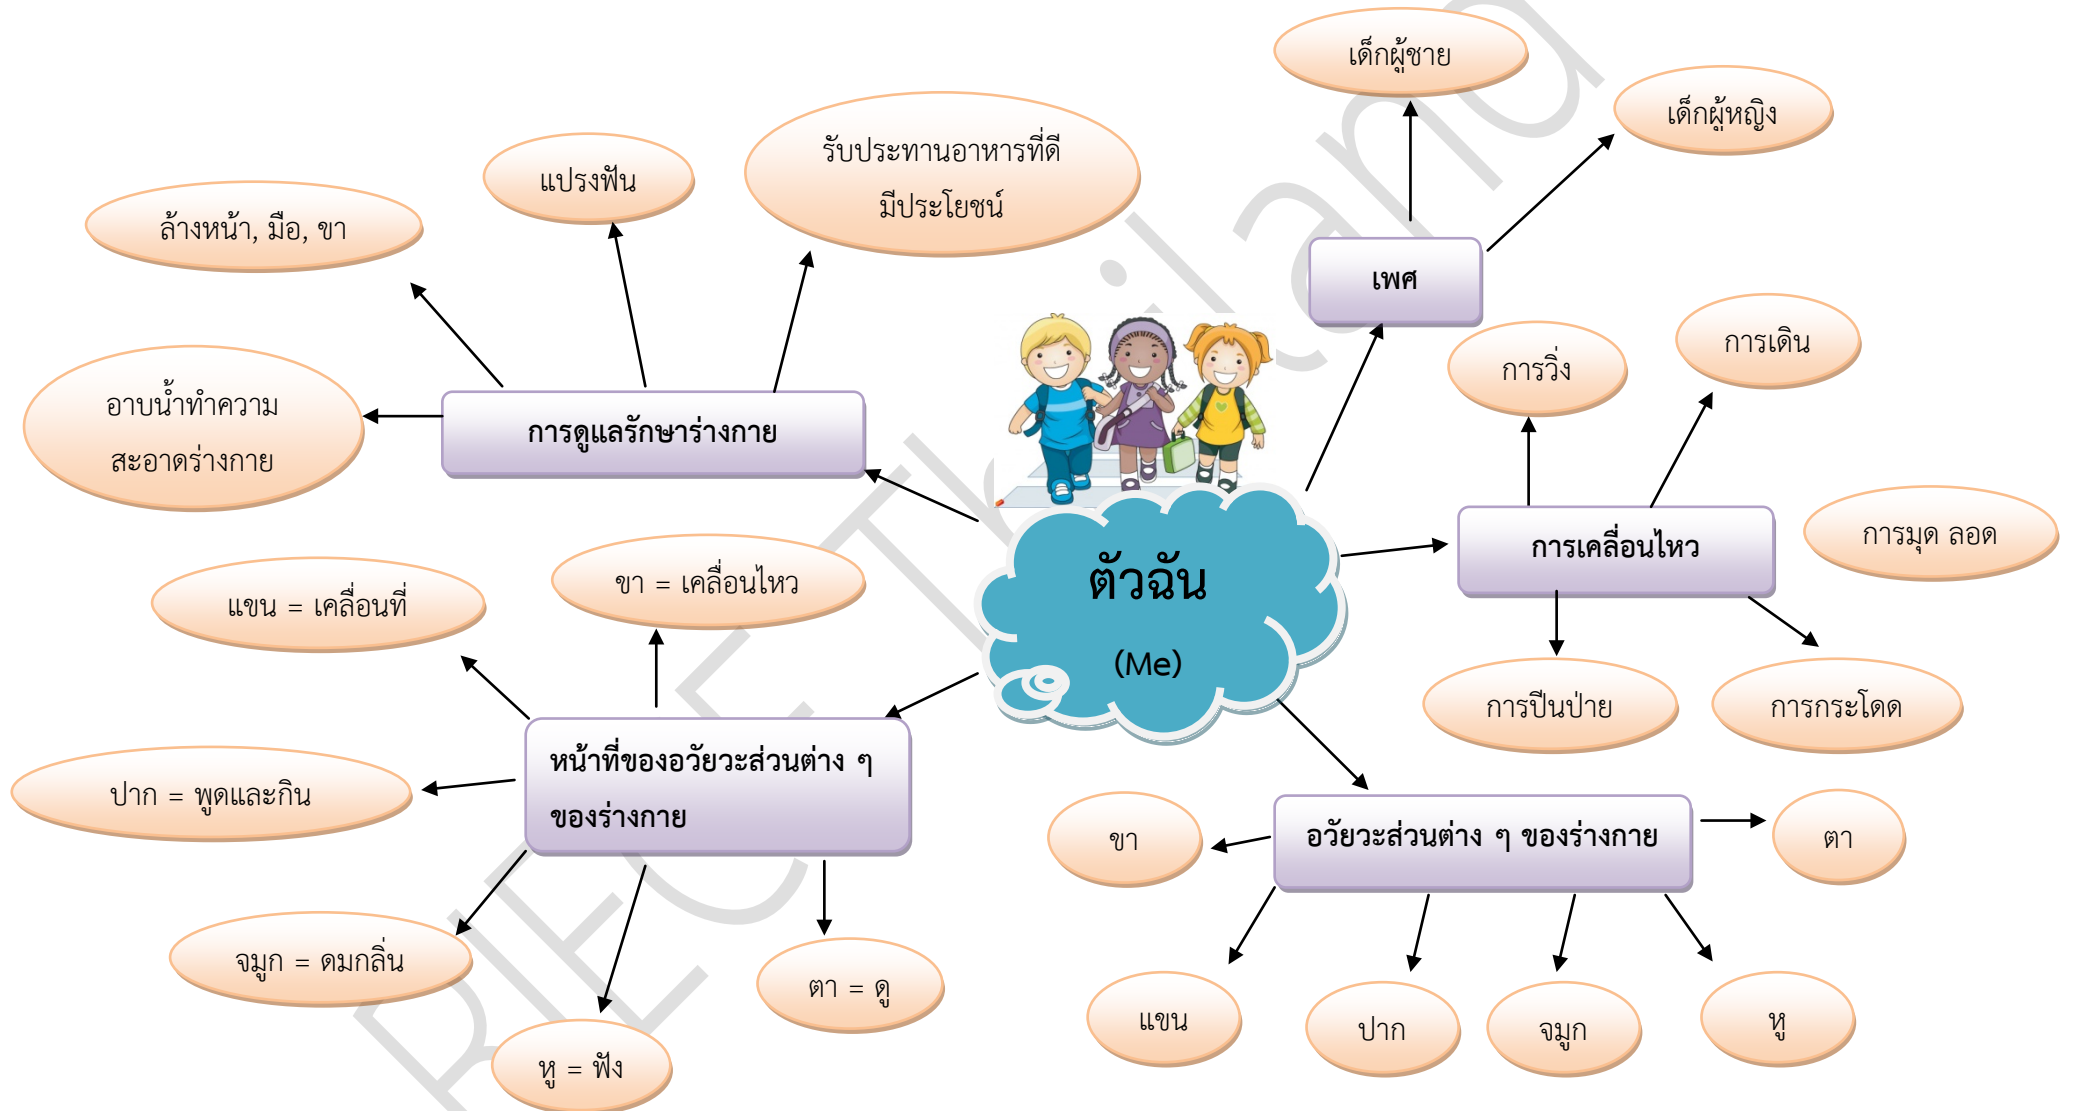 เด็กผู้ชาย
เด็กผู้หญิง
รับประทานอาหารที่ดี
มีประโยชน์
แปรงฟัน
ล้างหน้า, มือ, ขา
อาบน้ำทำความ
สะอาดร่างกาย
การดูแลรักษาร่างกาย
เพศ
การวิ่ง
การเดิน
การเคลื่อนไหว
การมุด ลอด
การปีนป่าย
การกระโดด
ตัวฉัน
(Me)
ขา = เคลื่อนไหว
แขน = เคลื่อนที่
หน้าที่ของอวัยวะส่วนต่าง ๆ
ของร่างกาย
ปาก = พูดและกิน
จมูก = ดมกลิ่น
หู = ฟัง
ตา = ดู
อวัยวะส่วนต่าง ๆ ของร่างกาย
ขา
ตา
แขน
ปาก
จมูก
หู
RIECE Thailand